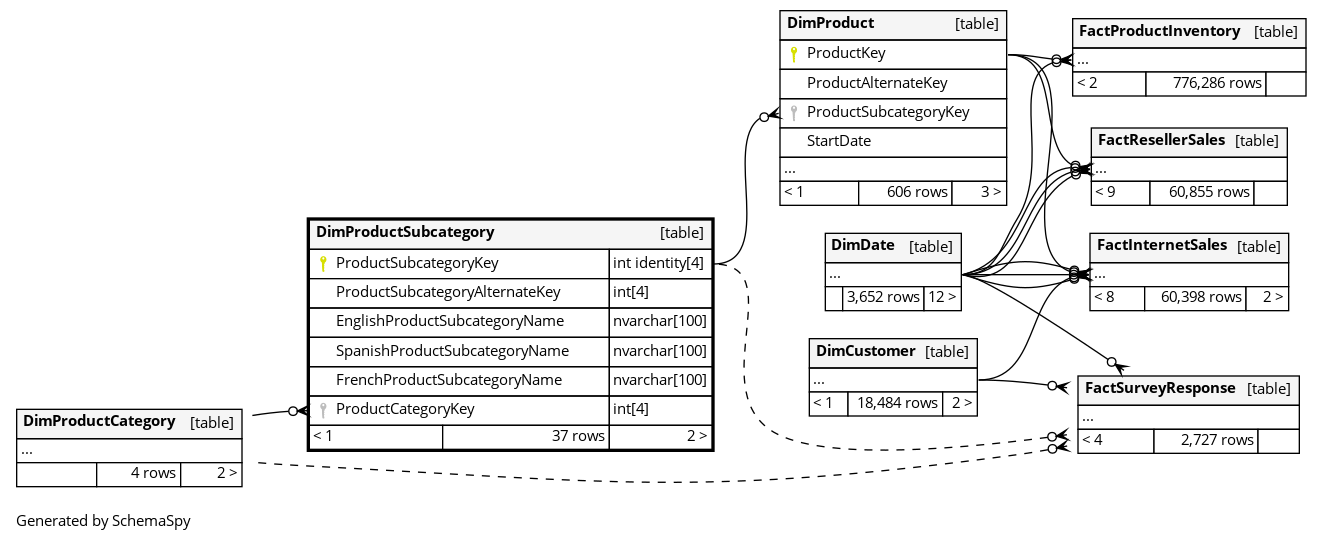 DimProduct [table]
ProductKey
ProductAlternateKey
ProductSubcategoryKey
StartDate
...
< 1 606 rows 3 >
FactProductInventory [table]
...
< 2 776,286 rows
FactResellerSales [table]
...
< 9 60,855 rows
DimProductSubcategory [table]
ProductSubcategoryKey int identity[4]
ProductSubcategoryAlternateKey int[4]
EnglishProductSubcategoryName nvarchar[100]
SpanishProductSubcategoryName nvarchar[100]
FrenchProductSubcategoryName nvarchar[100]
ProductCategoryKey int[4]
< 1 37 rows 2 >
DimDate [table]
...
3,652 rows 12 >
FactInternetSales [table]
...
< 8 60,398 rows 2 >
DimCustomer [table]
...
< 1 18,484 rows 2 >
FactSurveyResponse [table]
...
< 4 2,727 rows
DimProductCategory [table]
...
4 rows 2 >
Generated by SchemaSpy